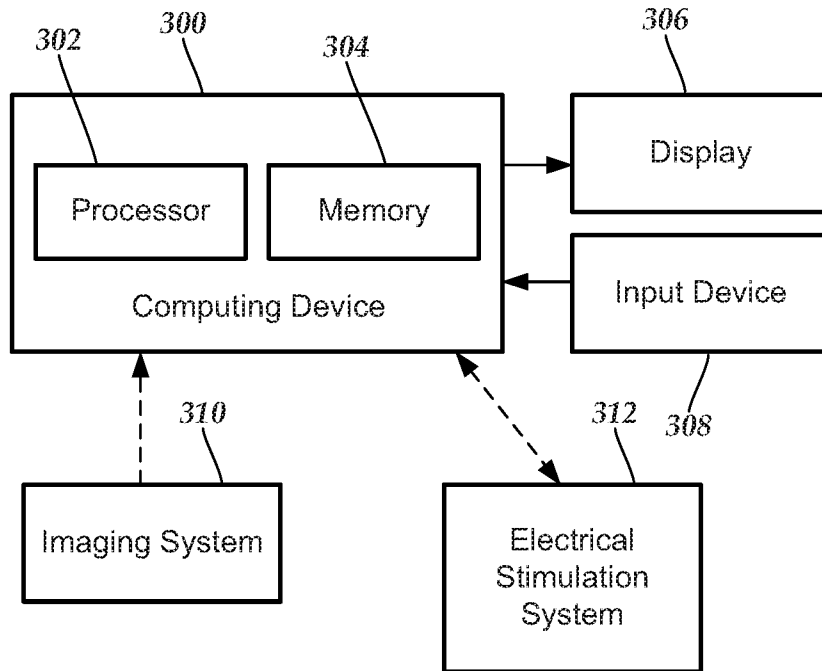 302
300
304
306
Processor
Memory
Computing Device
Display
Input Device
308
310
312
Imaging System
Electrical
Stimulation
System